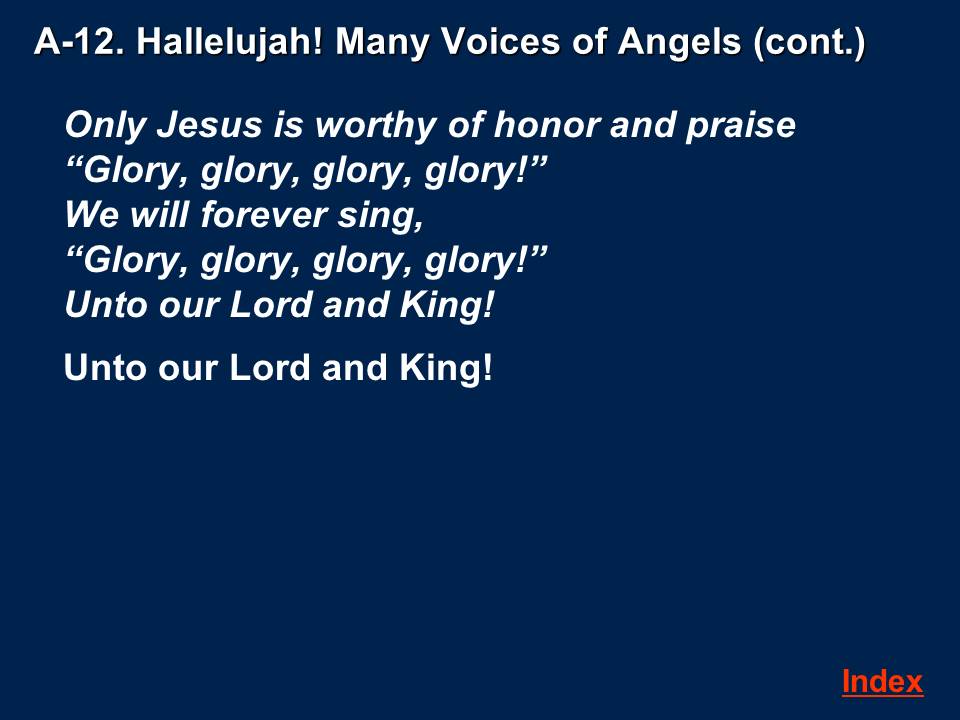 A-12. Hallelujah! Many Voices of Angels (cont.)
Only Jesus is worthy of honor and praise
“Glory, glory, glory, glory!”
We will forever sing,
“Glory, glory, glory, glory!”
Unto our Lord and King!
Unto our Lord and King!
Index